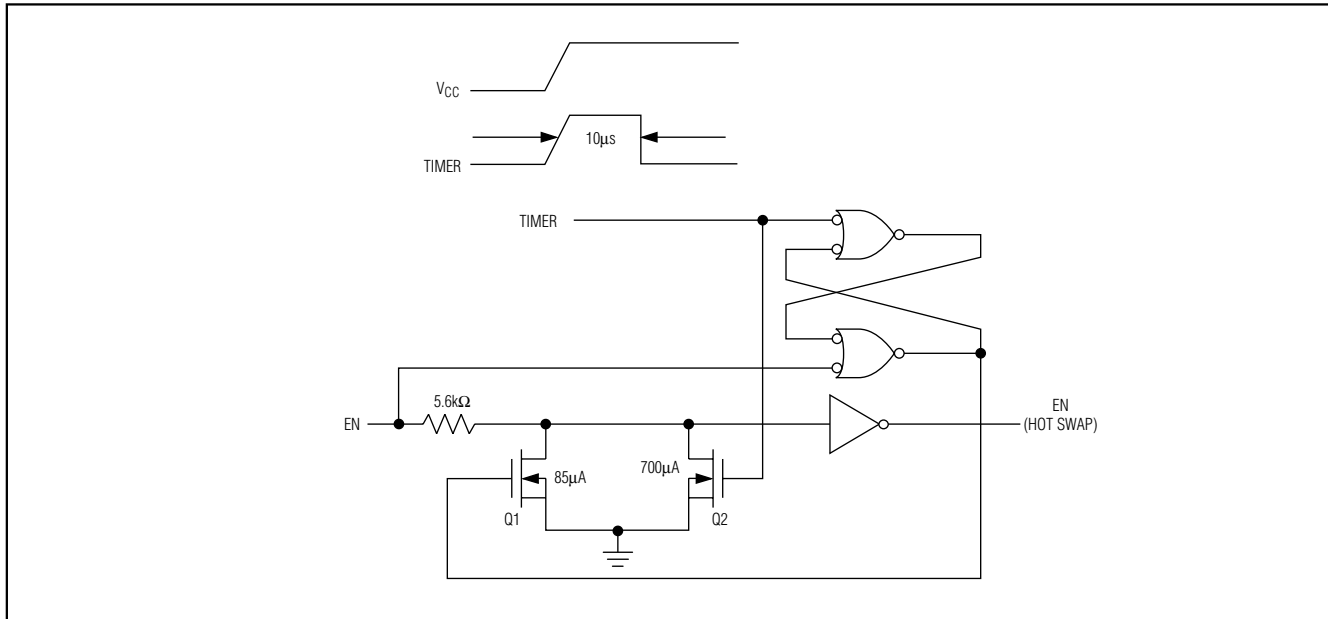 VCC
10μs
TIMER
TIMER
5.6kΩ
EN
EN
(HOT SWAP)
85μA
700μA
Q1
Q2